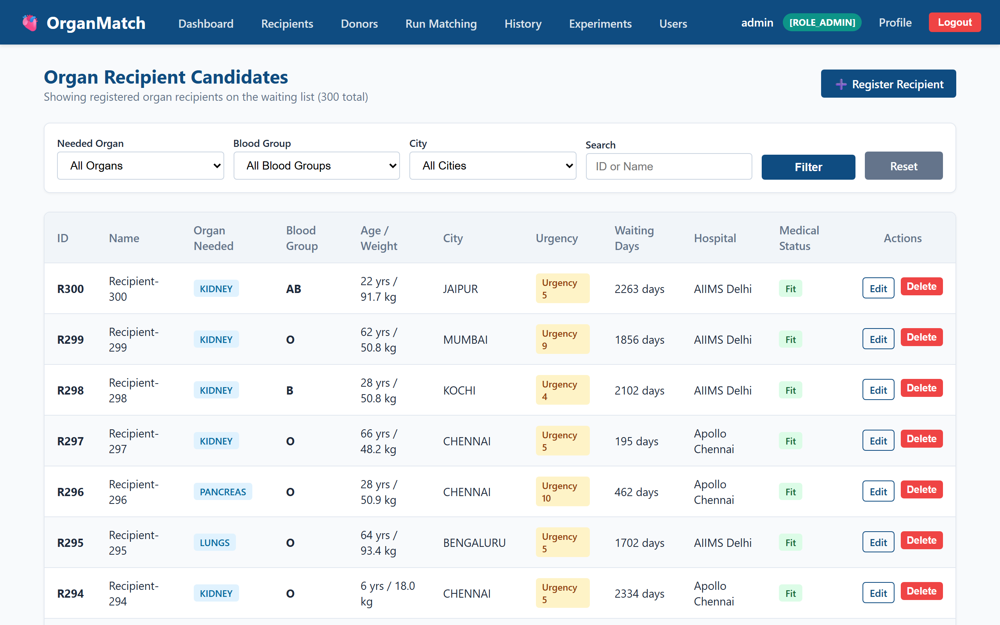 OrganMatch Dashboard Recipients Donors Run Matching History Experiments Users admin [ROLE_ADMIN] Profile Logout
Organ Recipient Candidates
Showing registered organ recipients on the waiting list (300 total)
Register Recipient
Needed Organ Blood Group City Search
All Organs All Blood Groups All Cities ID or Name Filter Reset
ID Name Organ Needed Blood Group Age / Weight City Urgency Waiting Days Hospital Medical Status Actions
R300 Recipient-300 KIDNEY AB 22 yrs / 91.7 kg JAIPUR Urgency 5 2263 days AIIMS Delhi Fit Edit Delete
R299 Recipient-299 KIDNEY O 62 yrs / 50.8 kg MUMBAI Urgency 9 1856 days AIIMS Delhi Fit Edit Delete
R298 Recipient-298 KIDNEY B 28 yrs / 50.8 kg KOCHI Urgency 4 2102 days AIIMS Delhi Fit Edit Delete
R297 Recipient-297 KIDNEY O 66 yrs / 48.2 kg CHENNAI Urgency 5 195 days Apollo Chennai Fit Edit Delete
R296 Recipient-296 PANCREAS O 28 yrs / 50.9 kg CHENNAI Urgency 10 462 days Apollo Chennai Fit Edit Delete
R295 Recipient-295 LUNGS O 64 yrs / 93.4 kg BENGALURU Urgency 5 1702 days AIIMS Delhi Fit Edit Delete
R294 Recipient-294 KIDNEY O 6 yrs / 18.0 kg CHENNAI Urgency 5 2334 days Apollo Chennai Fit Edit Delete